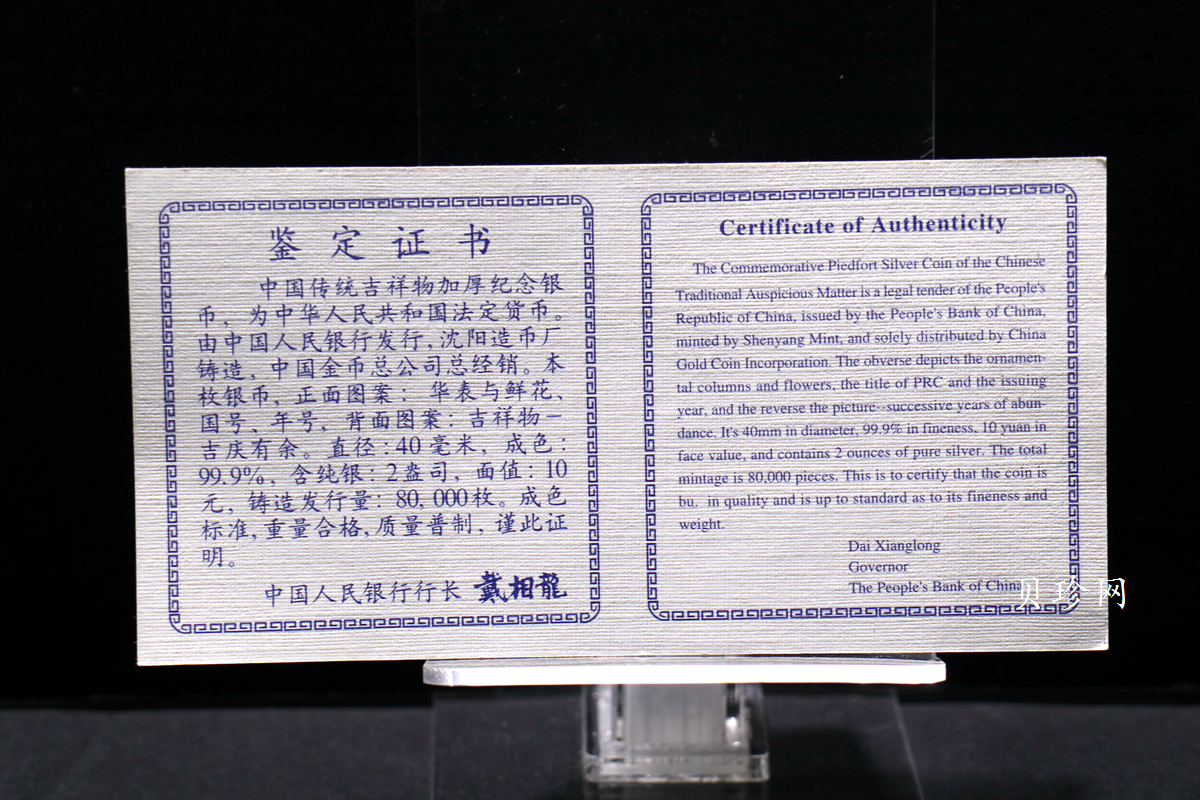 鉴定证书
中国传统吉祥物加厚纪念银
币，为中华人民共和国法定货币。
由中国人民银行发行，沈阳造币厂
铸造，中国金币总公司总经销。本
枚银币，正面图案：华表与鲜花、
国号、年号，背面图案：吉祥物一
吉庆有余。直径：40毫米，成色：
99.9%，含纯银：2盎司，面值：10
元，铸造发行量：80,000枚。成色
标准，重量合格，质量普制，谨此证
明。
中国人民银行行长 戴相龍
Certificate of Authenticity
The Commemorative Piedfort Silver Coin of the Chinese
Traditional Auspicious Matter is a legal tender of the People's
Republic of China, issued by the People's Bank of China,
minted by Shenyang Mint, and solely distributed by China
Gold Coin Incorporation. The obverse depicts the ornamen-
tal columns and flowers, the title of PRC and the issuing
year, and the reverse the picture--successive years of abun-
dance. It's 40mm in diameter, 99.9% in fineness, 10 yuan in
face value, and contains 2 ounces of pure silver. The total
mintage is 80,000 pieces. This is to certify that the coin is
bu. in quality and is up to standard as to its fineness and
weight.
Dai Xianglong
Governor
The People's Bank of China
贝珍网